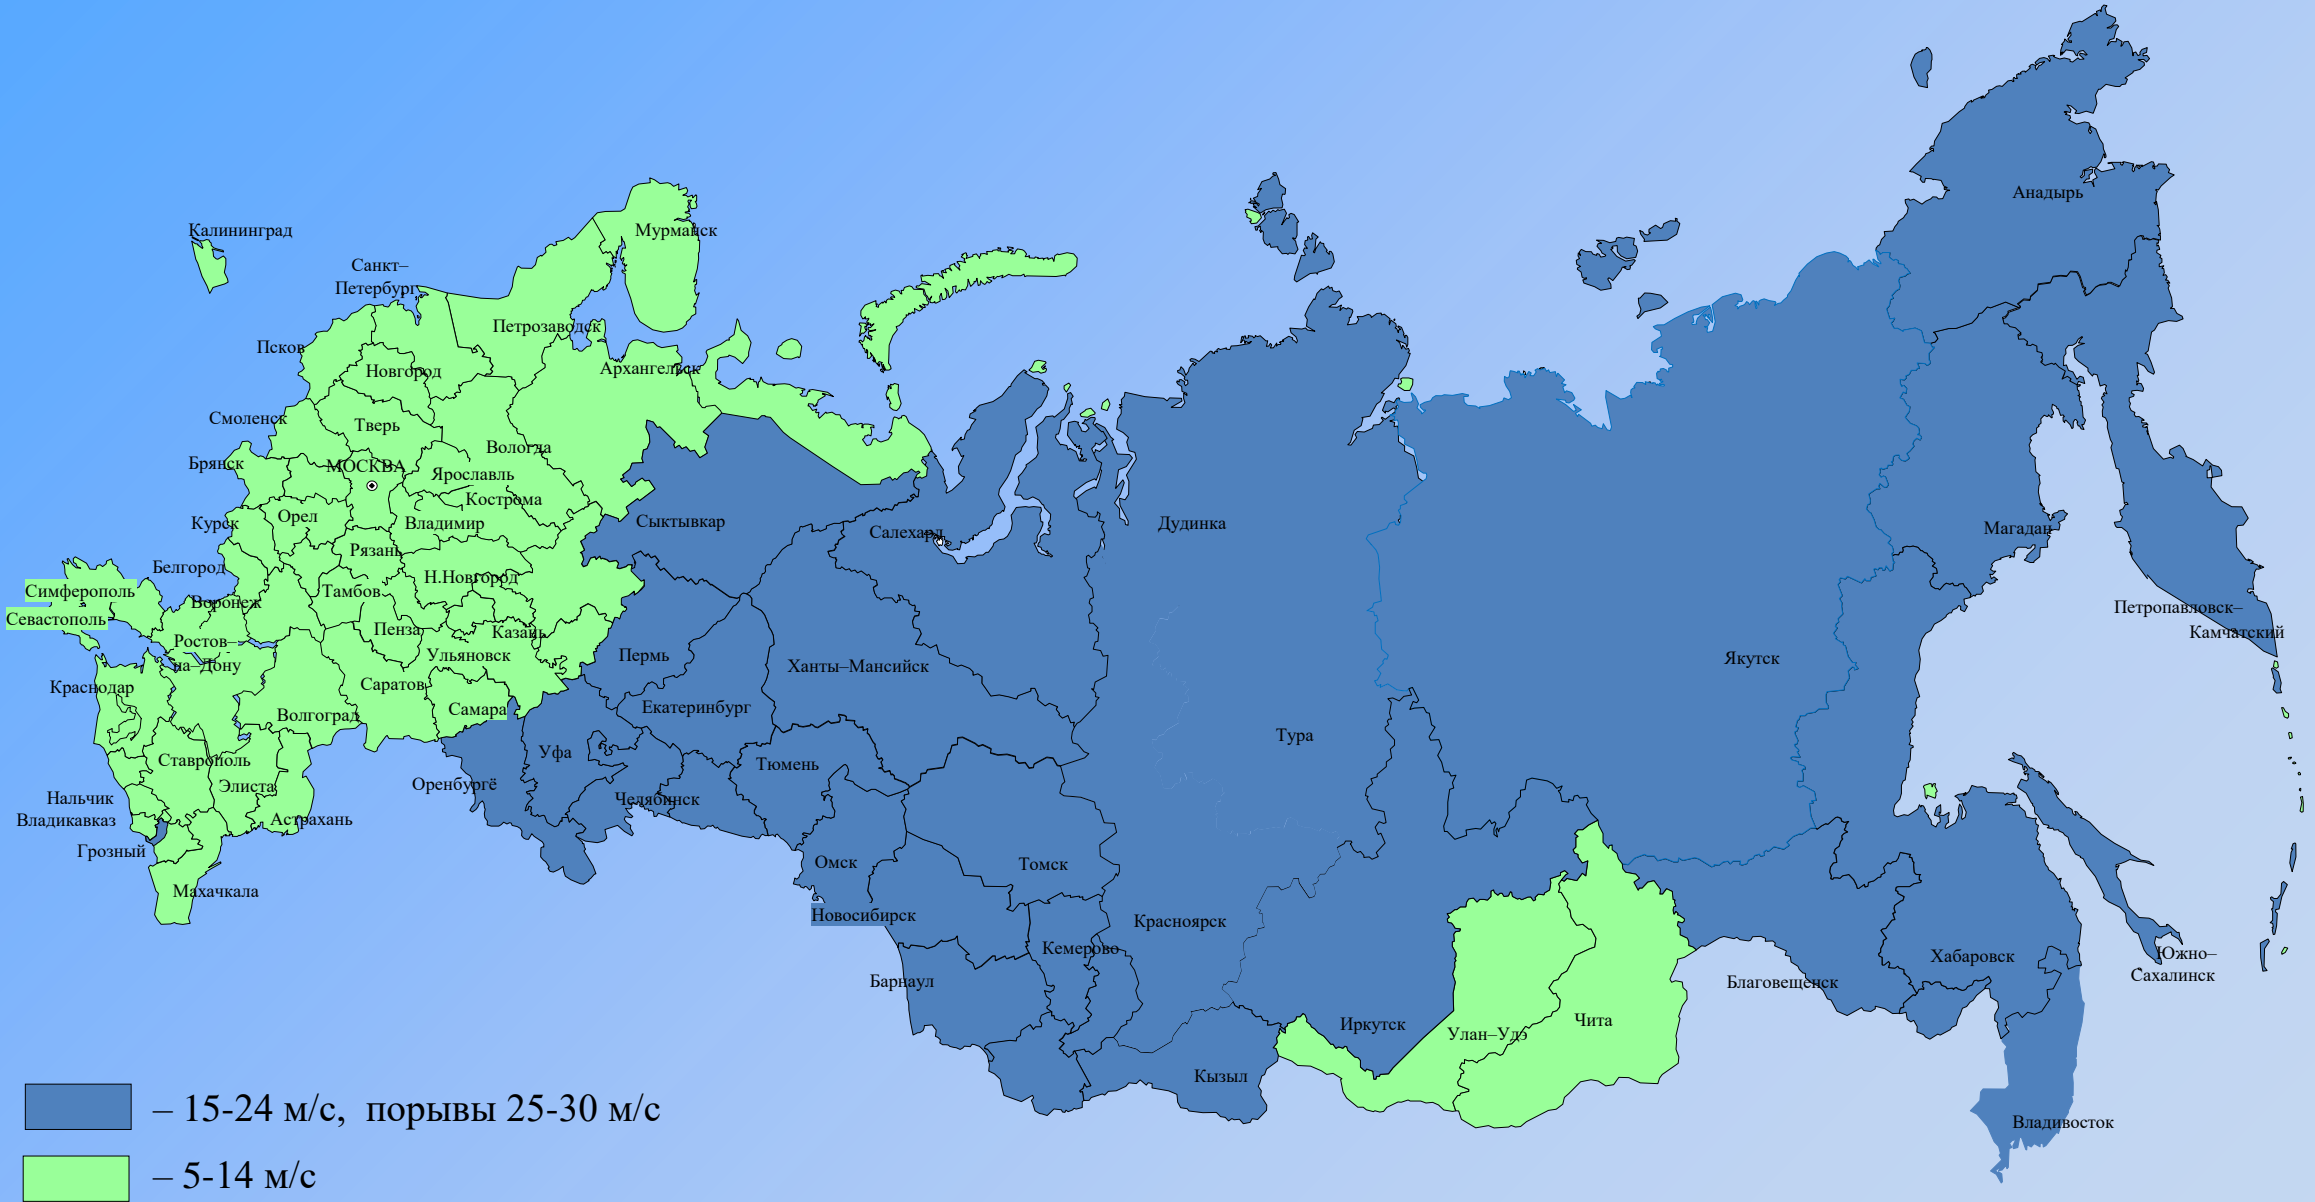 Анадырь
Калининград
Мурманск
Санкт–
Петербург
Петрозаводск
Псков
Архангельск
Новгород
Смоленск
Тверь
Вологда
Брянск
МОСКВА
Ярославль
Кострома
Орел
Курск
Владимир
Сыктывкар
Салехард
Дудинка
Магадан
Рязань
Белгород
Н.Новгород
Симферополь
Тамбов
Воронеж
Севастополь
Петропавловск–
Камчатский
Пенза
Казань
Ростов–
на–Дону
Ульяновск
Пермь
Ханты–Мансийск
Якутск
Краснодар
Саратов
Самара
Екатеринбург
Волгоград
Тура
Уфа
Ставрополь
Тюмень
Элиста
Оренбургё
Нальчик
Челябинск
Владикавказ
Астрахань
Грозный
Омск
Томск
Махачкала
Новосибирск
Красноярск
Кемерово
Хабаровск
Южно–
Сахалинск
Барнаул
Благовещенск
Иркутск
Улан–Удэ
Чита
Кызыл
Владивосток
– 15-24 м/с, порывы 25-30 м/с
– 5-14 м/с